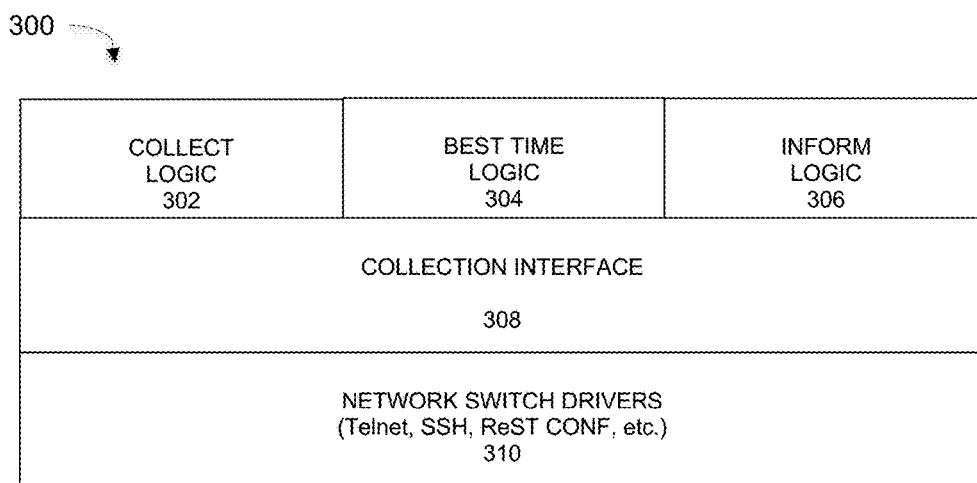 300
COLLECT
LOGIC
302
BEST TIME
LOGIC
304
INFORM
LOGIC
306
COLLECTION INTERFACE
308
NETWORK SWITCH DRIVERS
(Telnet, SSH, ReST CONF, etc.)
310